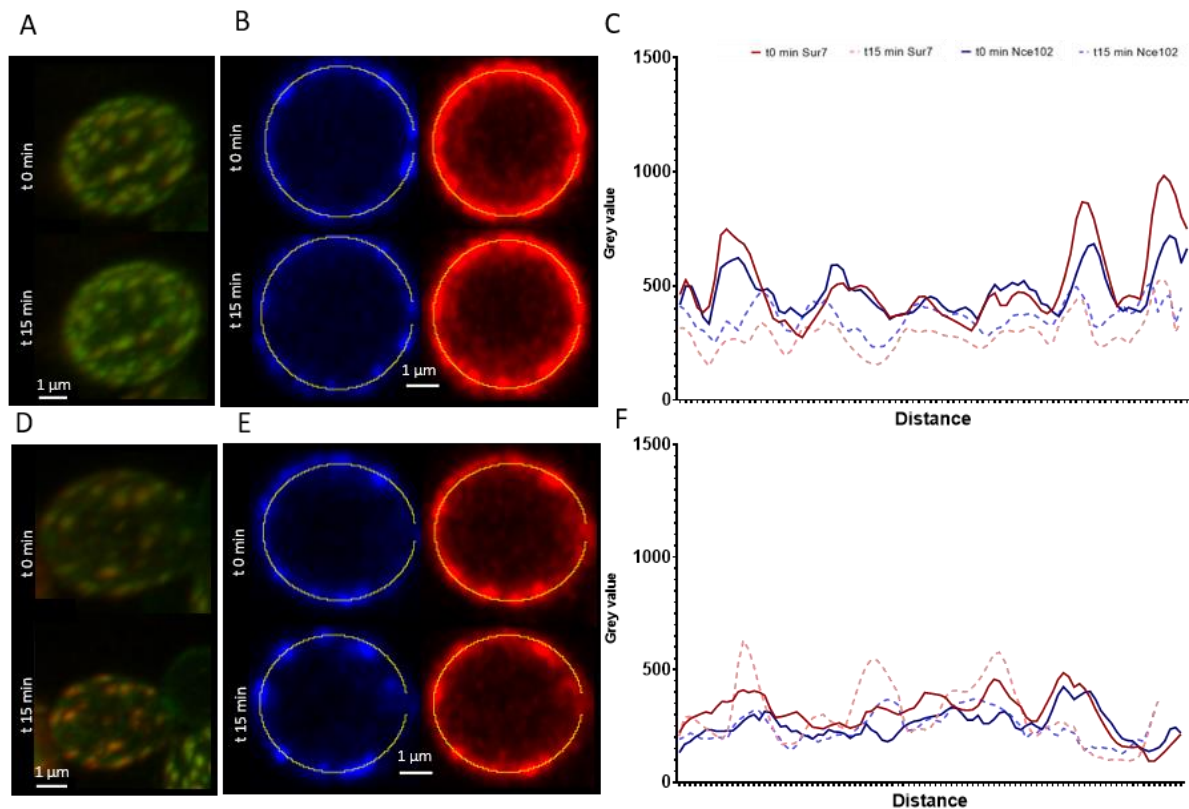 A
B
C
t 0 min
t 15 min
1 µm
t 0 min
t 15 min
1 µm
t0 min Sur7
t15 min Sur7
t0 min Nce102
t15 min Nce102
1500
1000
500
0
Grey value
Distance
D
E
F
t 0 min
t 15 min
1 µm
t 0 min
t 15 min
1 µm
1500
1000
500
0
Grey value
Distance